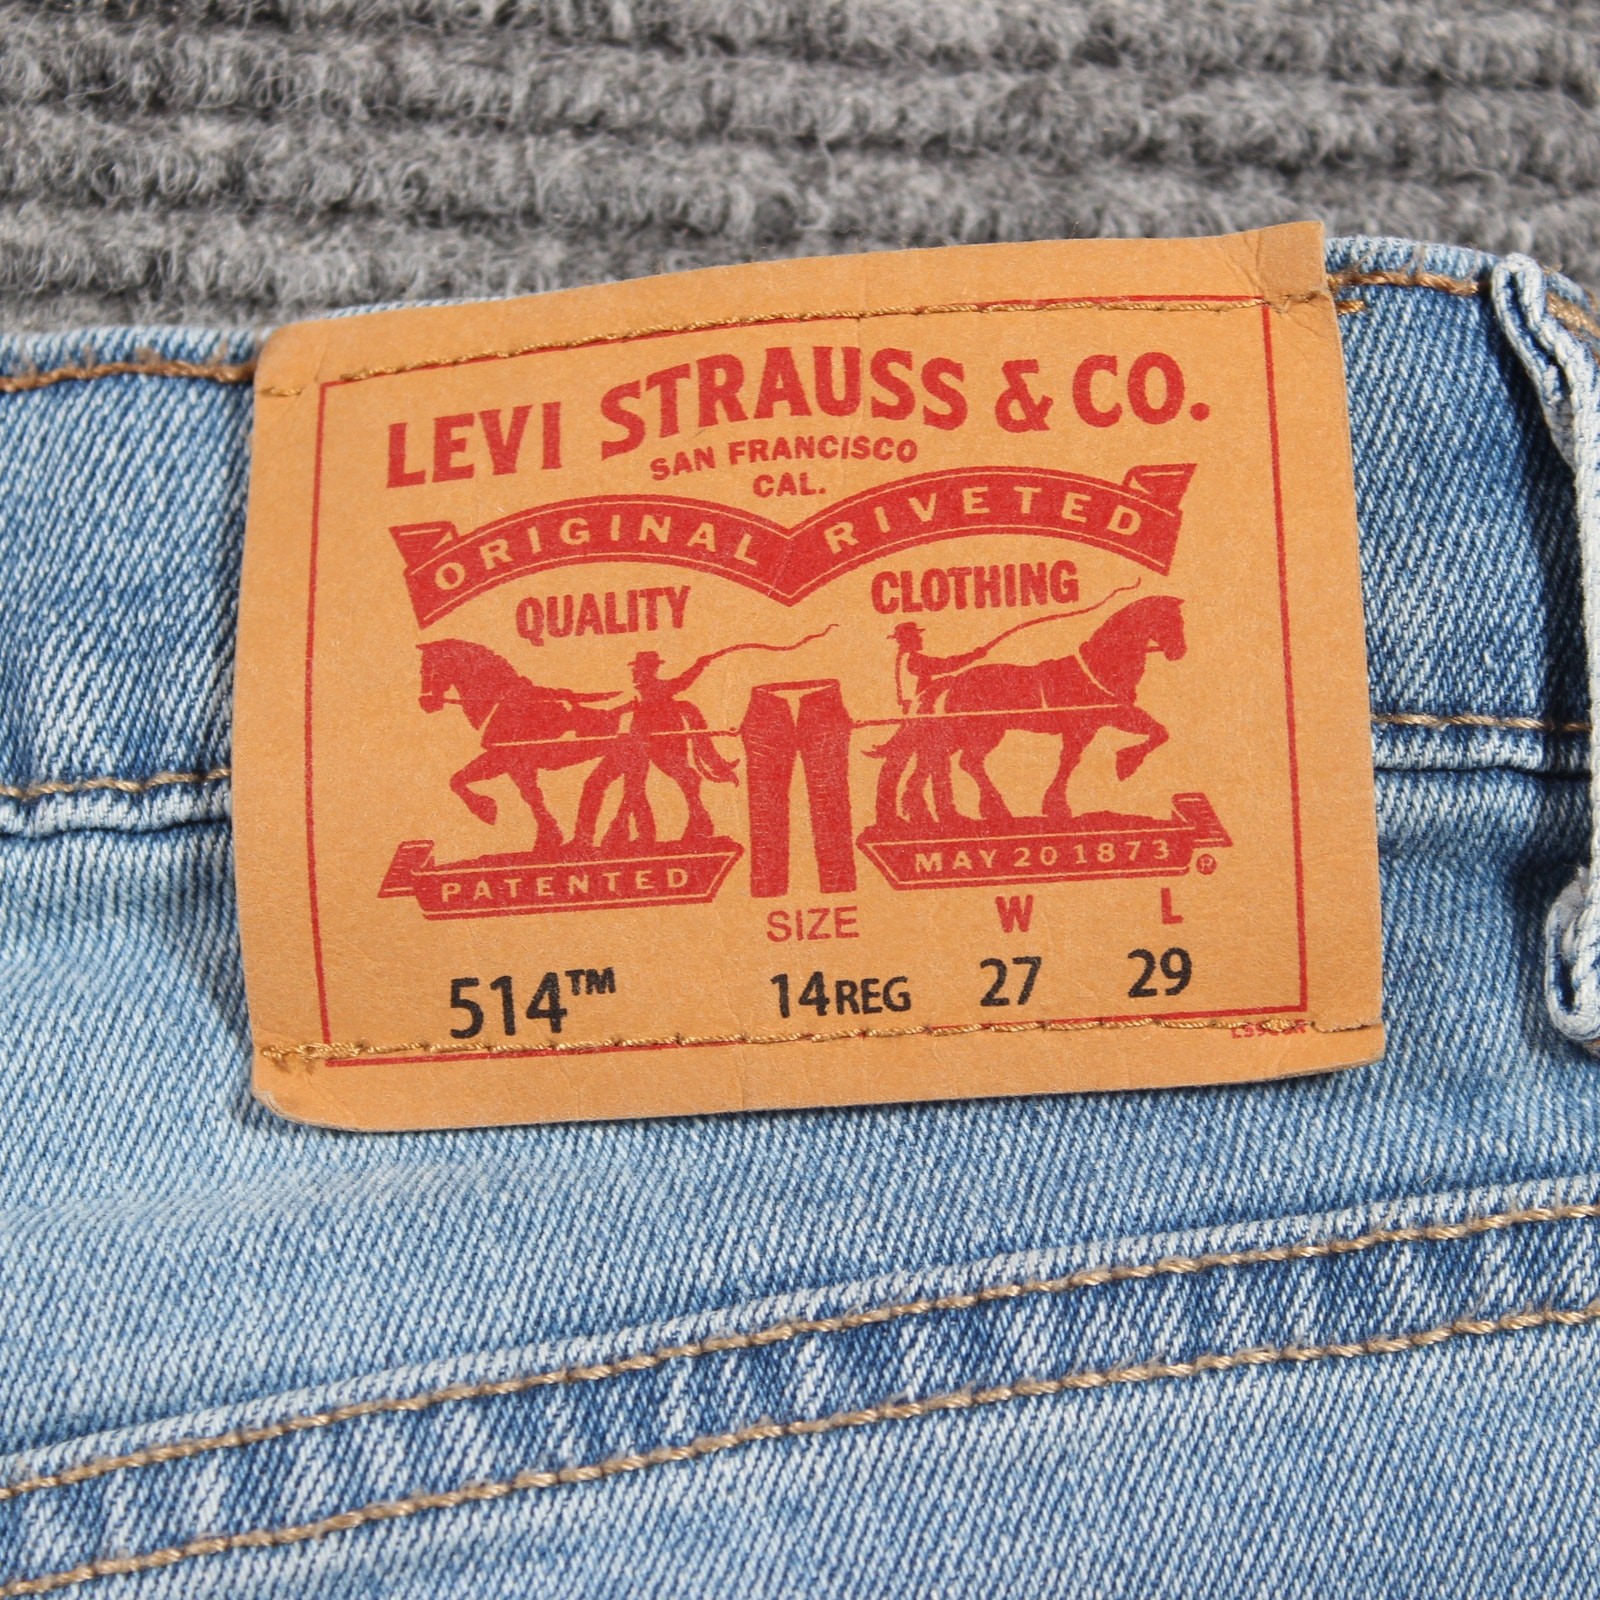 LEVI STRAUSS & CO.
SAN FRANCISCO
CAL.
ORIGINAL RIVETED
QUALITY CLOTHING
PATENTED MAY 20 1873 ®
SIZE W L
514™ 14REG 27 29